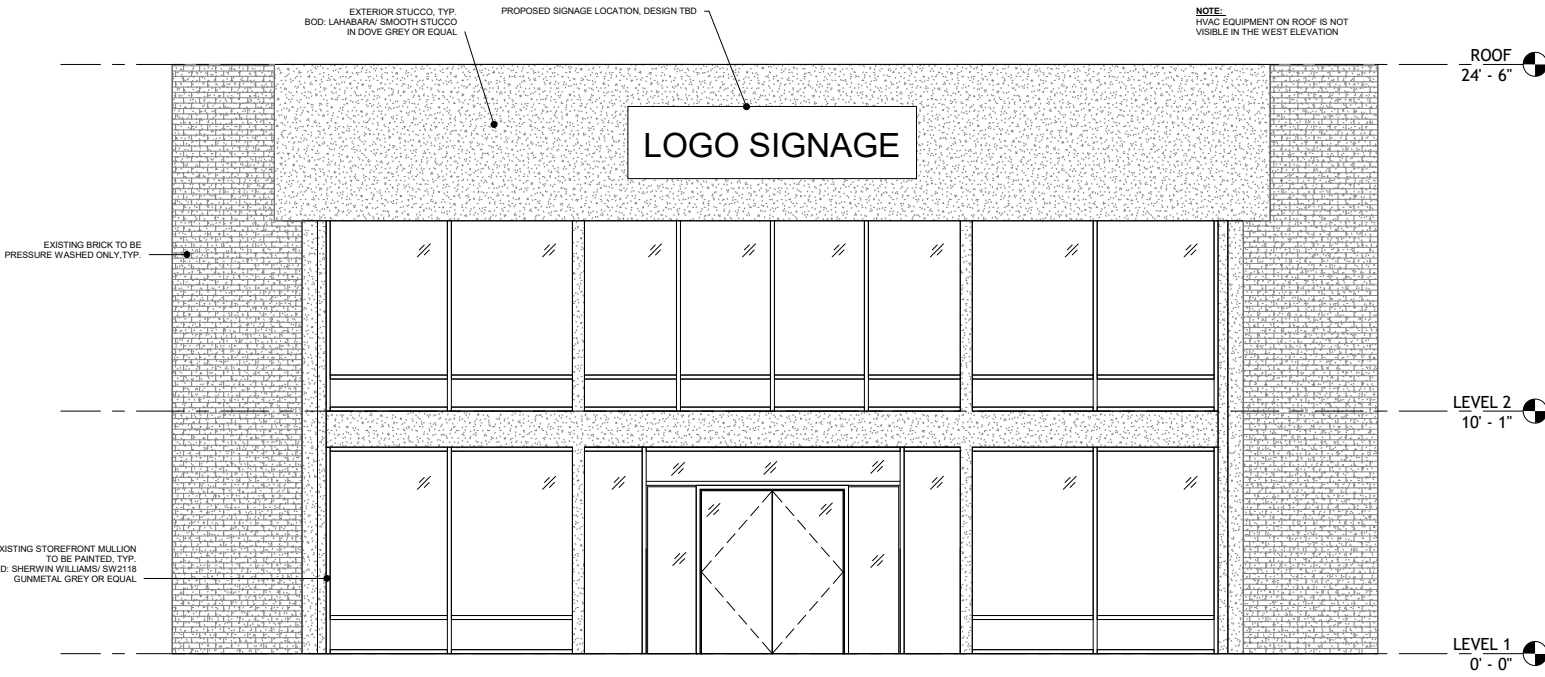 EXTERIOR STUCCO, TYP.
BOD: LAHABARA/ SMOOTH STUCCO
IN DOVE GREY OR EQUAL
PROPOSED SIGNAGE LOCATION, DESIGN TBD
NOTE:
HVAC EQUIPMENT ON ROOF IS NOT
VISIBLE IN THE WEST ELEVATION
ROOF
24' - 6"
LOGO SIGNAGE
EXISTING BRICK TO BE
PRESSURE WASHED ONLY,TYP.
LEVEL 2
10' - 1"
XISTING STOREFRONT MULLION
TO BE PAINTED, TYP.
D: SHERWIN WILLIAMS/ SW2118
GUNMETAL GREY OR EQUAL
LEVEL 1
0' - 0"